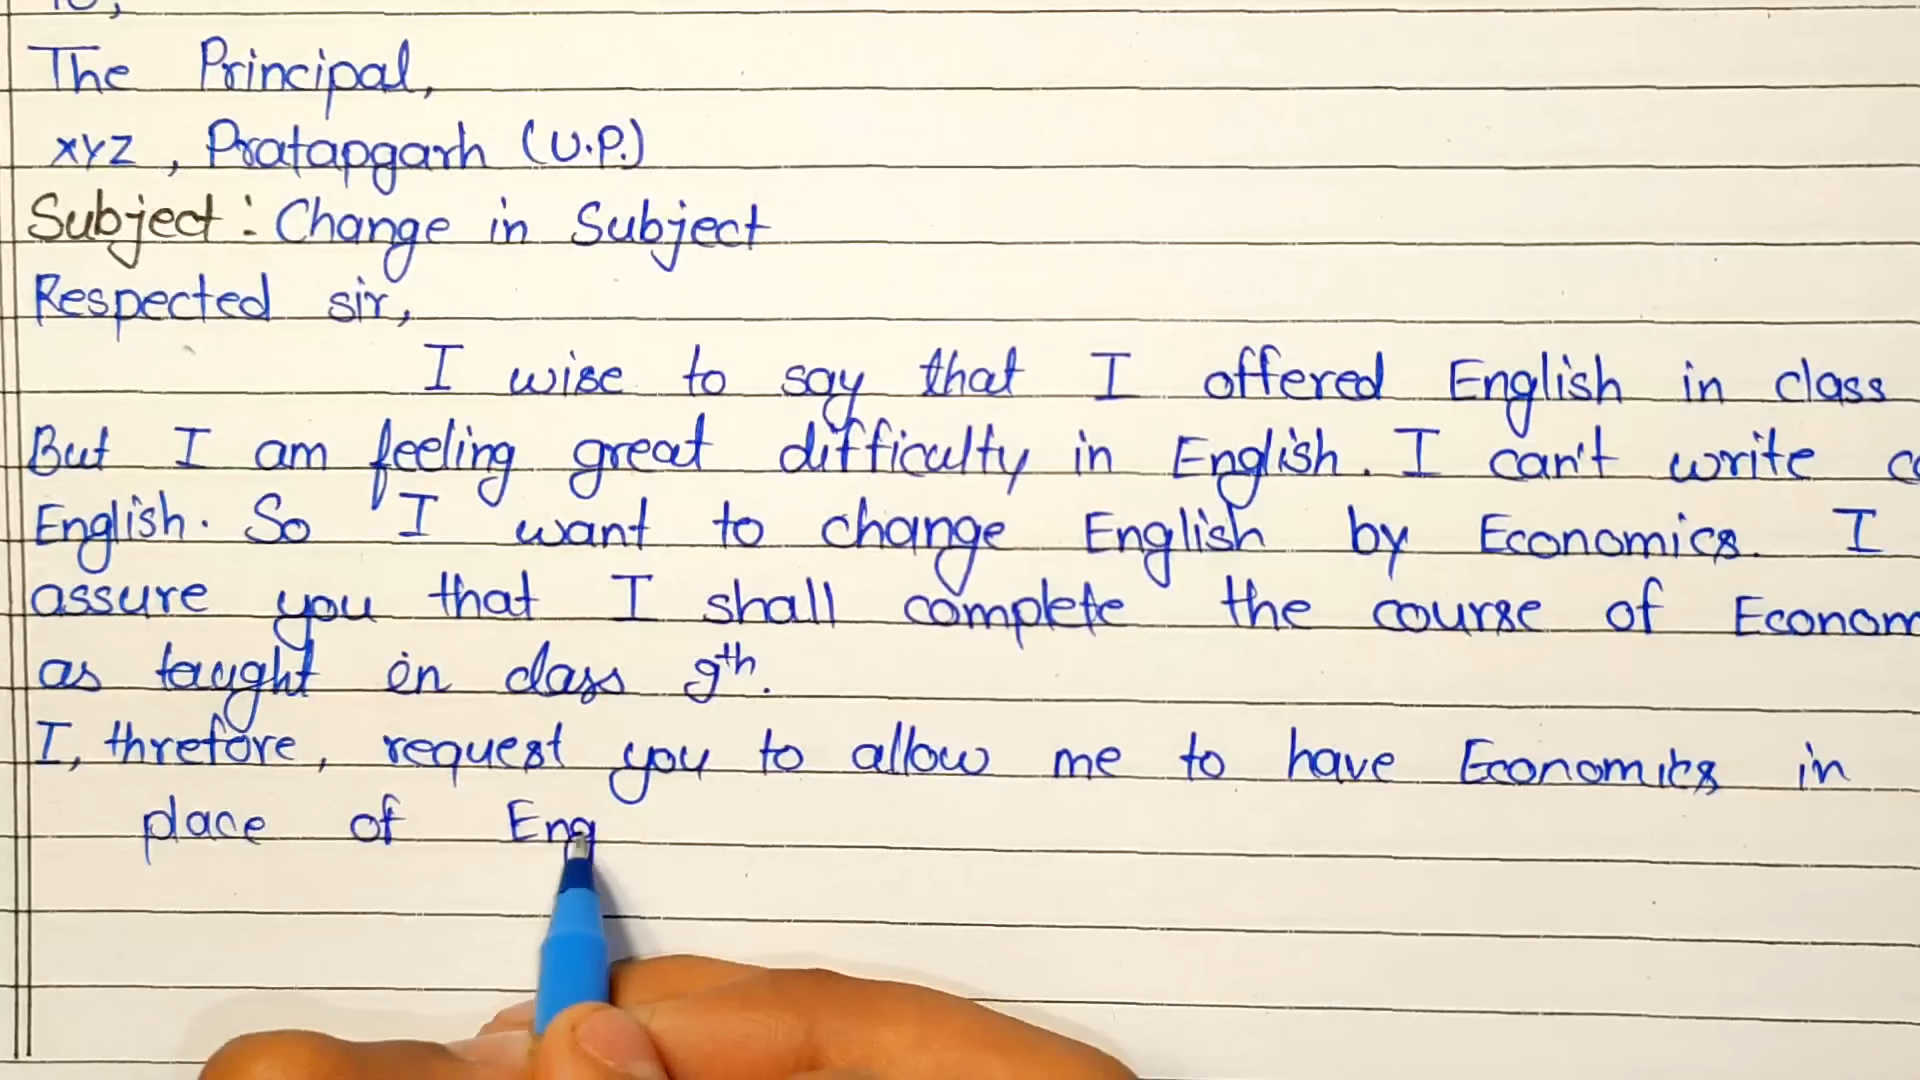 The Principal,
XYZ, Pratapgarh (U.P.)
Subject: Change in Subject
Respected sir,
I wise to say that I offered English in class
But I am feeling great difficulty in English. I can't write
English. So I want to change English by Economics. I
assure you that I shall complete the course of Econom
as taught in class 9th.
I, threfore, request you to allow me to have Economics in
place of Eng